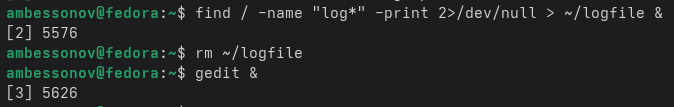 ambessonov@fedora:~$ find / -name "log*" -print 2>/dev/null > ~/logfile &
[2] 5576
ambessonov@fedora:~$ rm ~/logfile
ambessonov@fedora:~$ gedit &
[3] 5626